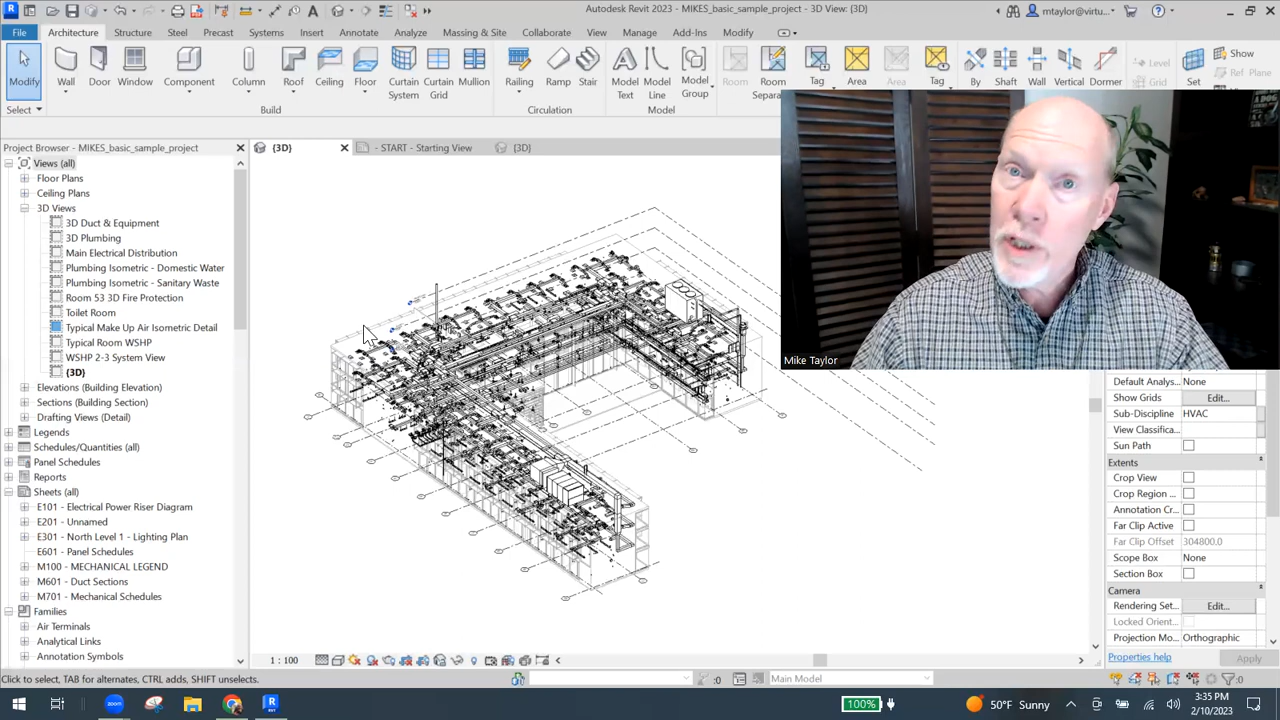 Autodesk Revit 2023 - MIKES_basic_sample_project - 3D View: {3D}
mtaylor@virtu...
File Architecture Structure Steel Precast Systems Insert Annotate Analyze Massing & Site Collaborate View Manage Add-Ins Modify
Modify Wall Door Window Component Column Roof Ceiling Floor Curtain System Curtain Grid Mullion Railing Ramp Stair Model Text Model Line Model Group Room Room Separa Tag Area Area Tag By Shaft Wall Vertical Dormer Level Grid Set Show Ref Plane
Select Build Circulation Model
Project Browser - MIKES_basic_sample_project
{3D} - START - Starting View {3D}
Views (all)
Floor Plans
Ceiling Plans
3D Views
3D Duct & Equipment
3D Plumbing
Main Electrical Distribution
Plumbing Isometric - Domestic Water
Plumbing Isometric - Sanitary Waste
Room 53 3D Fire Protection
Toilet Room
Typical Make Up Air Isometric Detail
Typical Room WSHP
WSHP 2-3 System View
{3D}
Elevations (Building Elevation)
Sections (Building Section)
Drafting Views (Detail)
Legends
Schedules/Quantities (all)
Panel Schedules
Reports
Sheets (all)
E101 - Electrical Power Riser Diagram
E201 - Unnamed
E301 - North Level 1 - Lighting Plan
E601 - Panel Schedules
M100 - MECHANICAL LEGEND
M601 - Duct Sections
M701 - Mechanical Schedules
Families
Air Terminals
Analytical Links
Annotation Symbols
Mike Taylor
Default Analys... None
Show Grids Edit...
Sub-Discipline HVAC
View Classifica...
Sun Path
Extents
Crop View
Crop Region ...
Annotation Cr...
Far Clip Active
Far Clip Offset 304800.0
Scope Box None
Section Box
Camera
Rendering Set... Edit...
Locked Orient...
Projection Mo... Orthographic
Properties help Apply
1 : 100
Click to select, TAB for alternates, CTRL adds, SHIFT unselects.
:0 Main Model :0
100% 50°F Sunny 3:35 PM
2/10/2023